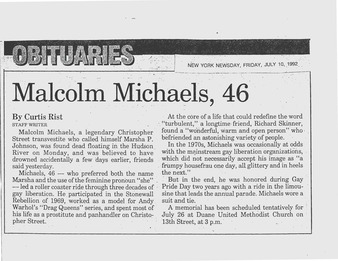 OBITUARIES
NEW YORK NEWSDAY, FRIDAY, JULY 10, 1992
Malcolm Michaels, 46
By Curtis Rist
STAFF WRITER
Malcolm Michaels, a legendary Christopher
Street transvestite who called himself Marsha P.
Johnson, was found dead floating in the Hudson
River on Monday, and was believed to have
drowned accidentally a few days earlier, friends
said yesterday.
Michaels, 46 — who preferred both the name
Marsha and the use of the feminine pronoun "she"
— led a roller coaster ride through three decades of
gay liberation. He participated in the Stonewall
Rebellion of 1969, worked as a model for Andy
Warhol's "Drag Queens" series, and spent most of
his life as a prostitute and panhandler on Christo-
pher Street.
At the core of a life that could redefine the word
"turbulent," a longtime friend, Richard Skinner,
found a "wonderful, warm and open person" who
befriended an astonishing variety of people.
In the 1970s, Michaels was occasionally at odds
with the mainstream gay liberation organizations,
which did not necessarily accept his image as "a
frumpy housefrau one day, all glittery and in heels
the next."
But in the end, he was honored during Gay
Pride Day two years ago with a ride in the limou-
sine that leads the annual parade. Michaels wore a
suit and tie.
A memorial has been scheduled tentatively for
July 26 at Duane United Methodist Church on
13th Street, at 3 p.m.